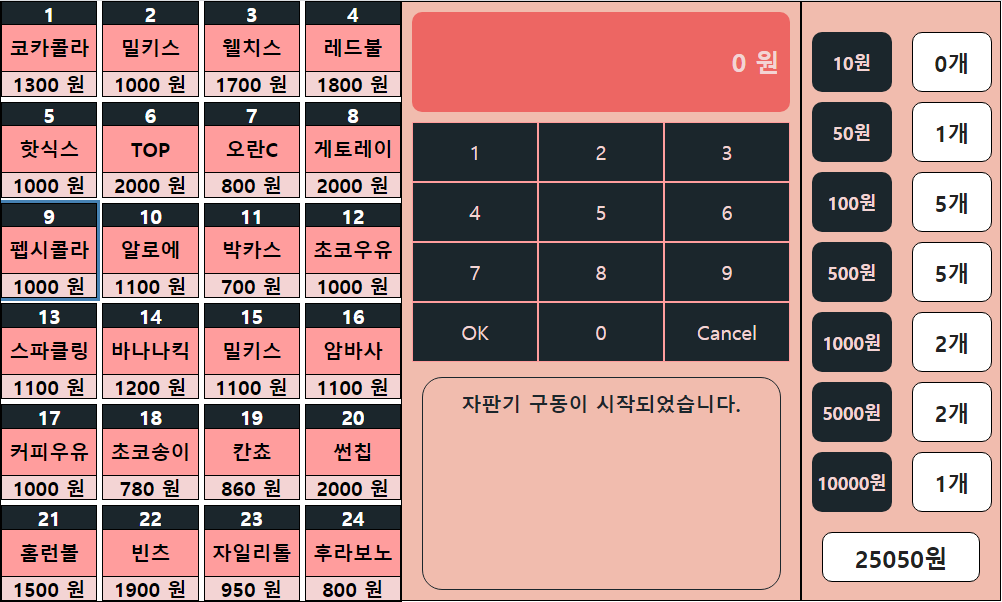 1 2 3 4
코카콜라 밀키스 웰치스 레드불
1300 원 1000 원 1700 원 1800 원
5 6 7 8
핫식스 TOP 오란C 게토레이
1000 원 2000 원 800 원 2000 원
9 10 11 12
펩시콜라 알로에 박카스 초코우유
1000 원 1100 원 700 원 1000 원
13 14 15 16
스파클링 바나나킥 밀키스 암바사
1100 원 1200 원 1100 원 1100 원
17 18 19 20
커피우유 초코송이 칸쵸 썬칩
1000 원 780 원 860 원 2000 원
21 22 23 24
홈런볼 빈츠 자일리톨 후라보노
1500 원 1900 원 950 원 800 원
0 원
1 2 3
4 5 6
7 8 9
OK 0 Cancel
자판기 구동이 시작되었습니다.
10원 0개
50원 1개
100원 5개
500원 5개
1000원 2개
5000원 2개
10000원 1개
25050원